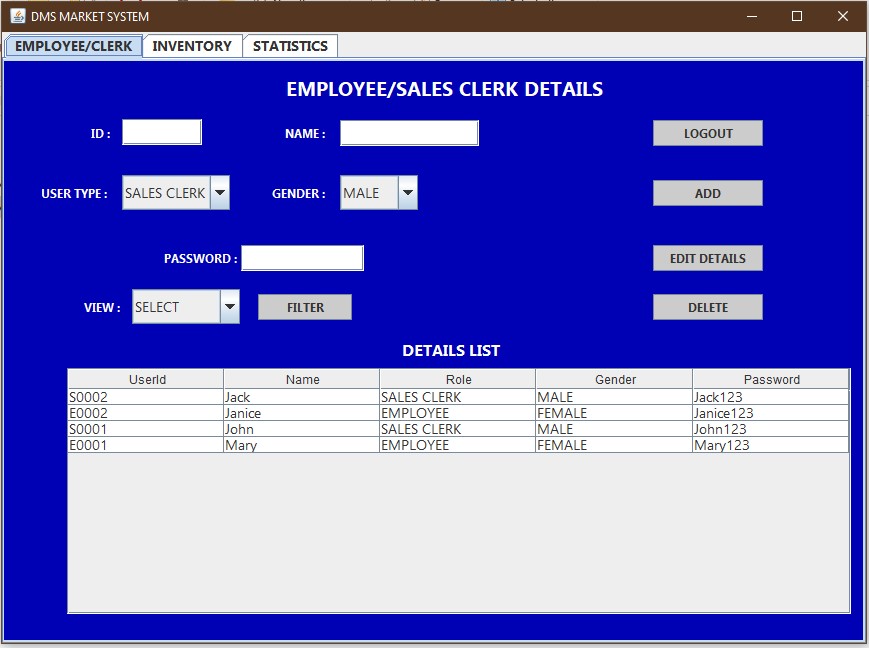 DMS MARKET SYSTEM
EMPLOYEE/CLERK INVENTORY STATISTICS
EMPLOYEE/SALES CLERK DETAILS
ID : NAME : LOGOUT
USER TYPE : SALES CLERK GENDER : MALE ADD
PASSWORD : EDIT DETAILS
VIEW : SELECT FILTER DELETE
DETAILS LIST
UserId Name Role Gender Password
S0002 Jack SALES CLERK MALE Jack123
E0002 Janice EMPLOYEE FEMALE Janice123
S0001 John SALES CLERK MALE John123
E0001 Mary EMPLOYEE FEMALE Mary123